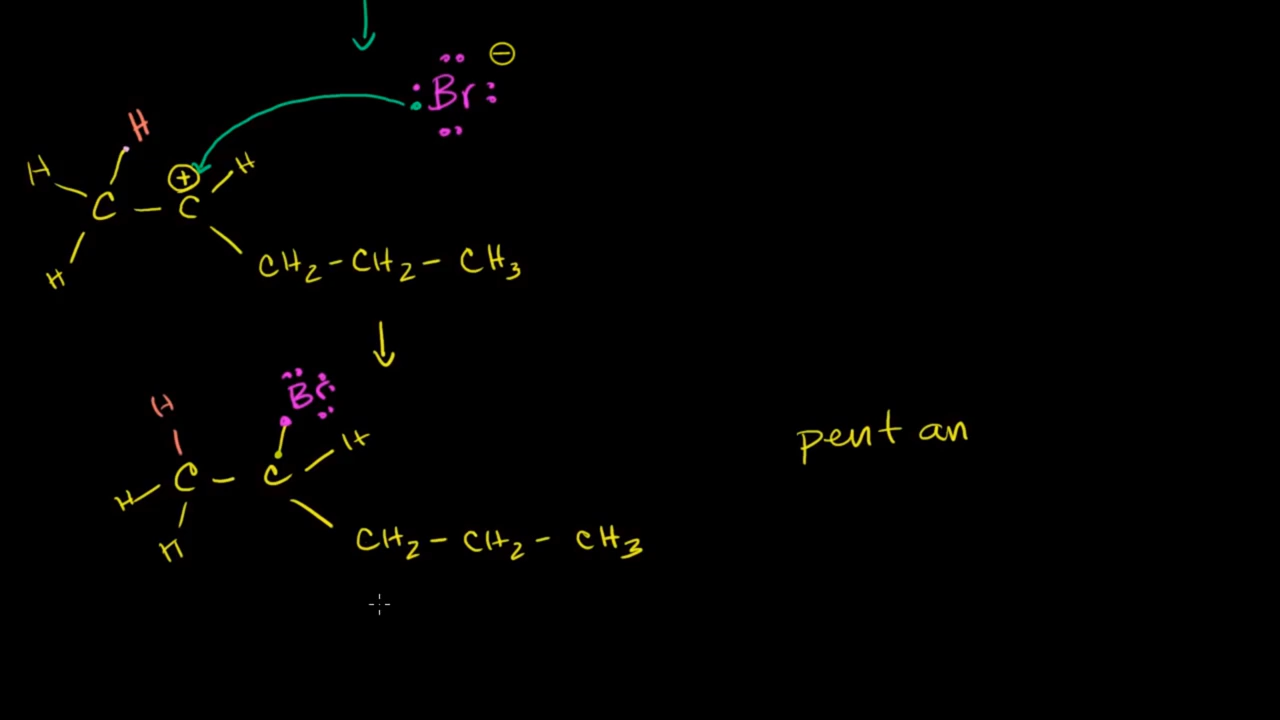 ⊖
Br
H
H ⊕ H
C – C
H CH₂ – CH₂ – CH₃
Br
H
H
pent an
C – C
H
H CH₂ – CH₂ – CH₃